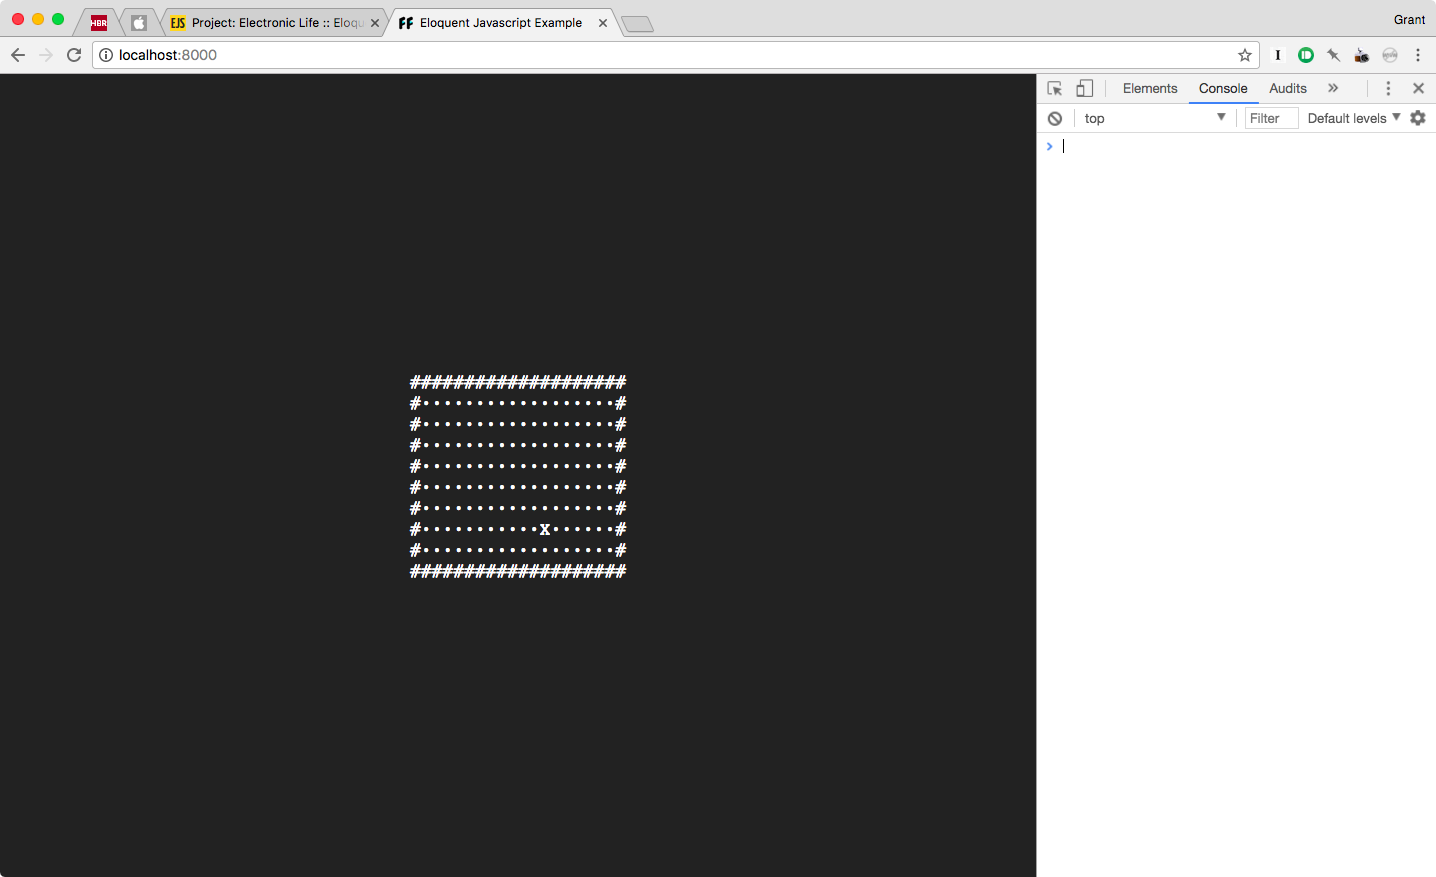 Grant
HBR
EJS Project: Electronic Life :: Eloqu
FF Eloquent Javascript Example
localhost:8000
Elements Console Audits
top Filter Default levels
####################
#••••••••••••••••••#
#••••••••••••••••••#
#••••••••••••••••••#
#••••••••••••••••••#
#••••••••••••••••••#
#••••••••••••••••••#
#•••••••••••X••••••#
#••••••••••••••••••#
####################